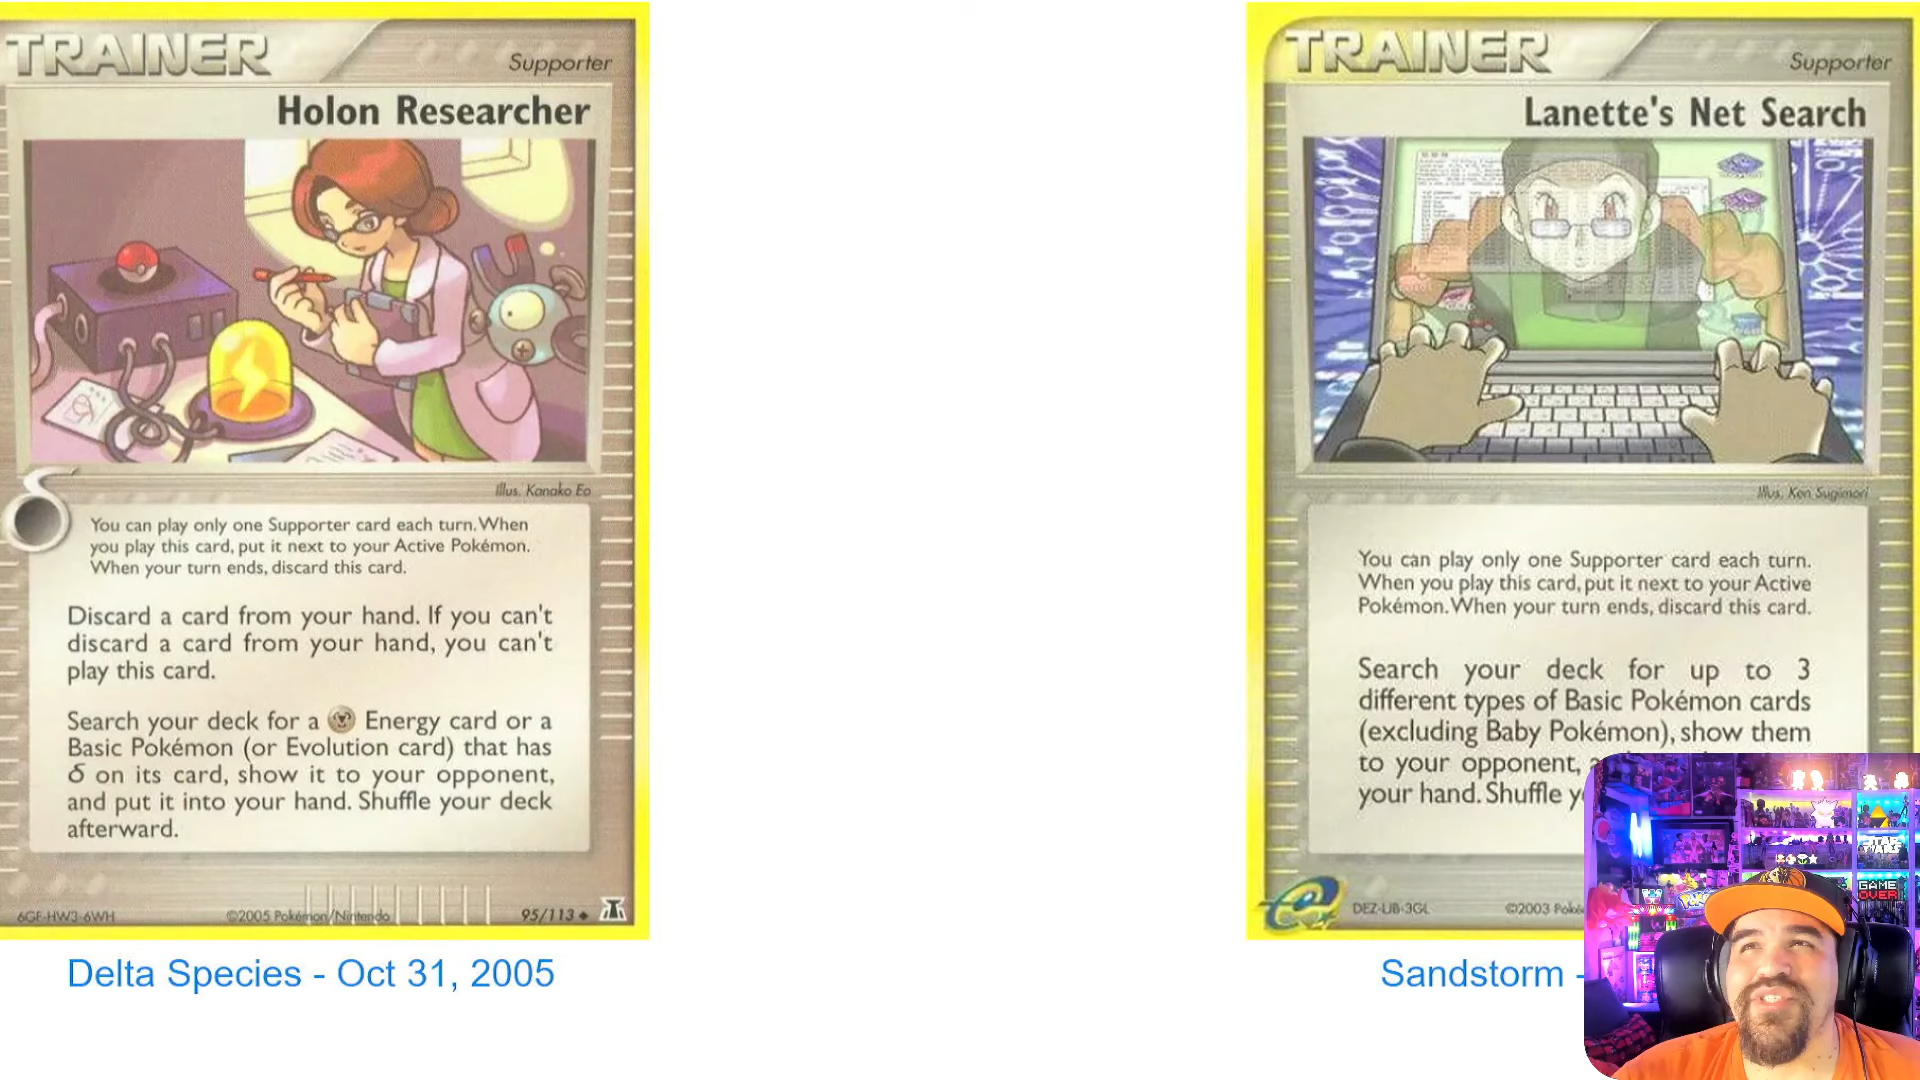 TRAINER
Supporter
Holon Researcher
Illus. Kanako Eo
You can play only one Supporter card each turn. When
you play this card, put it next to your Active Pokémon.
When your turn ends, discard this card.
Discard a card from your hand. If you can't
discard a card from your hand, you can't
play this card.
Search your deck for a Energy card or a
Basic Pokémon (or Evolution card) that has
δ on its card, show it to your opponent,
and put it into your hand. Shuffle your deck
afterward.
6GF-HW3-6WH
©2005 Pokémon/Nintendo
95/113
Delta Species - Oct 31, 2005
TRAINER
Supporter
Lanette's Net Search
Illus. Ken Sugimori
You can play only one Supporter card each turn.
When you play this card, put it next to your Active
Pokémon. When your turn ends, discard this card.
Search your deck for up to 3
different types of Basic Pokémon cards
(excluding Baby Pokémon), show them
to your opponent,
your hand. Shuffle
e
DEZ-UB-3GL
©2003
Sandstorm -
STAR
WARS
GAME
OVER